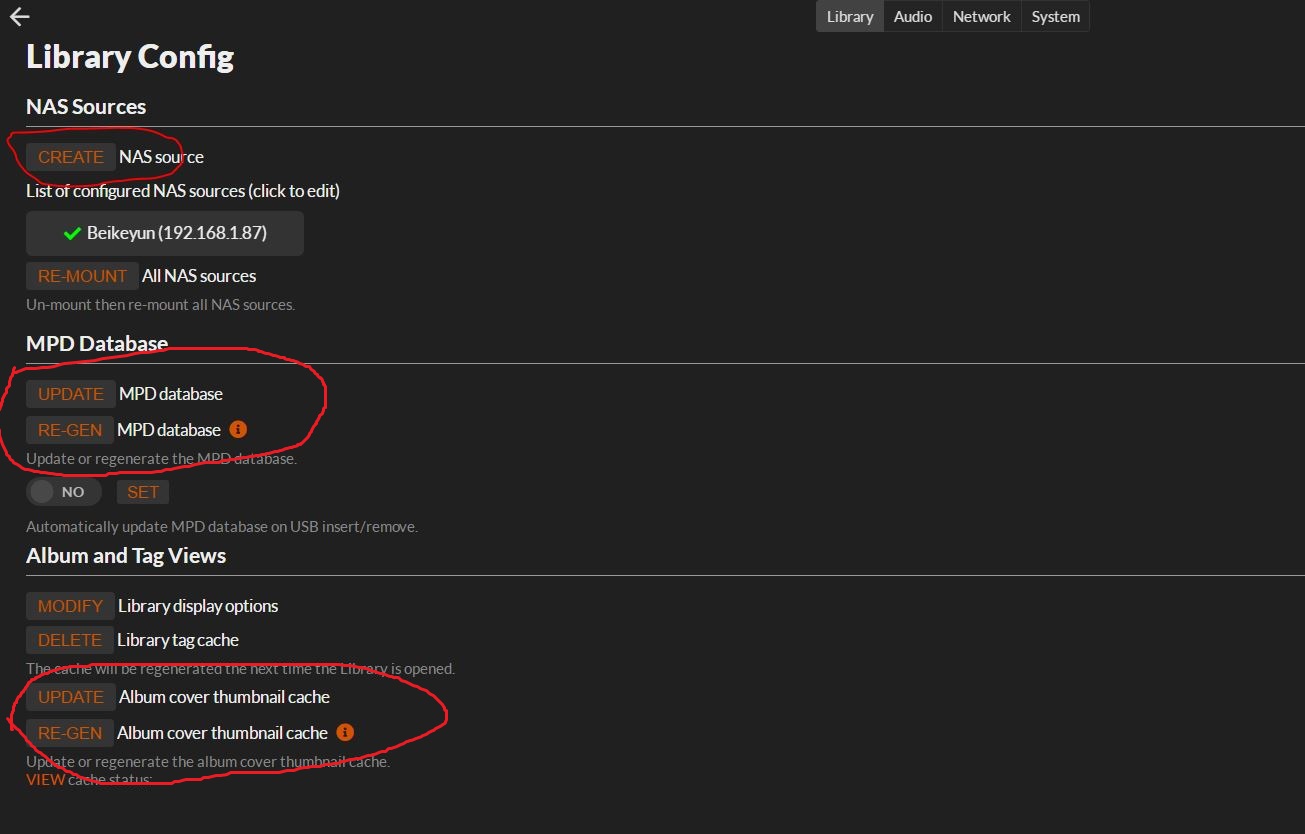 Library Audio Network System
Library Config
NAS Sources
CREATE NAS source
List of configured NAS sources (click to edit)
Beikeyun (192.168.1.87)
RE-MOUNT All NAS sources
Un-mount then re-mount all NAS sources.
MPD Database
UPDATE MPD database
RE-GEN MPD database
Update or regenerate the MPD database.
NO SET
Automatically update MPD database on USB insert/remove.
Album and Tag Views
MODIFY Library display options
DELETE Library tag cache
The cache will be regenerated the next time the Library is opened.
UPDATE Album cover thumbnail cache
RE-GEN Album cover thumbnail cache
Update or regenerate the album cover thumbnail cache.
VIEW cache status: